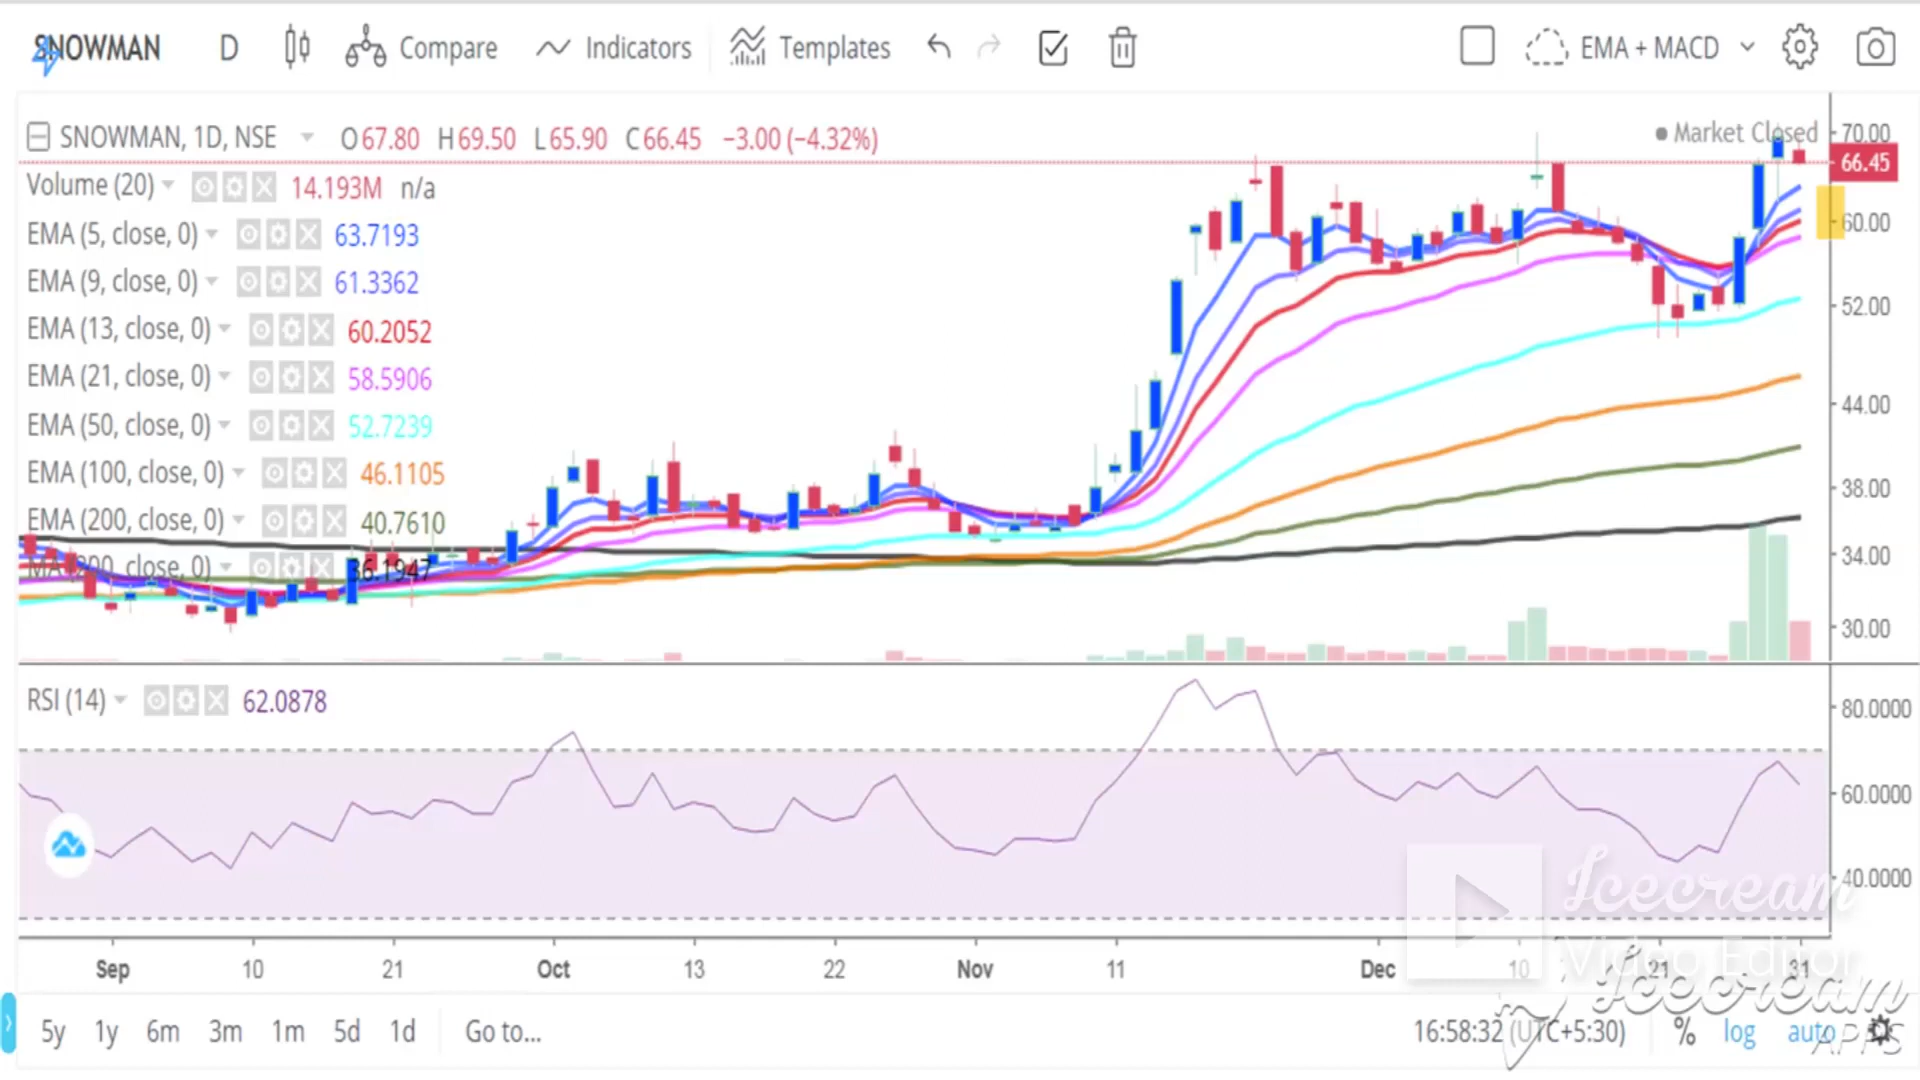 SNOWMAN D Compare Indicators Templates EMA + MACD
SNOWMAN, 1D, NSE O67.80 H69.50 L65.90 C66.45 −3.00 (−4.32%)
Market Closed
Volume (20) 14.193M n/a
EMA (5, close, 0) 63.7193
EMA (9, close, 0) 61.3362
EMA (13, close, 0) 60.2052
EMA (21, close, 0) 58.5906
EMA (50, close, 0) 52.7239
EMA (100, close, 0) 46.1105
EMA (200, close, 0) 40.7610
MA (200, close, 0) 36.1947
70.00
66.45
60.00
52.00
44.00
38.00
34.00
30.00
RSI (14) 62.0878
80.0000
60.0000
40.0000
Sep 10 21 Oct 13 22 Nov 11 Dec 10 21 31
Icecream
Video Editor
Icecream
APPS
5y 1y 6m 3m 1m 5d 1d Go to... 16:58:32 (UTC+5:30) % log auto